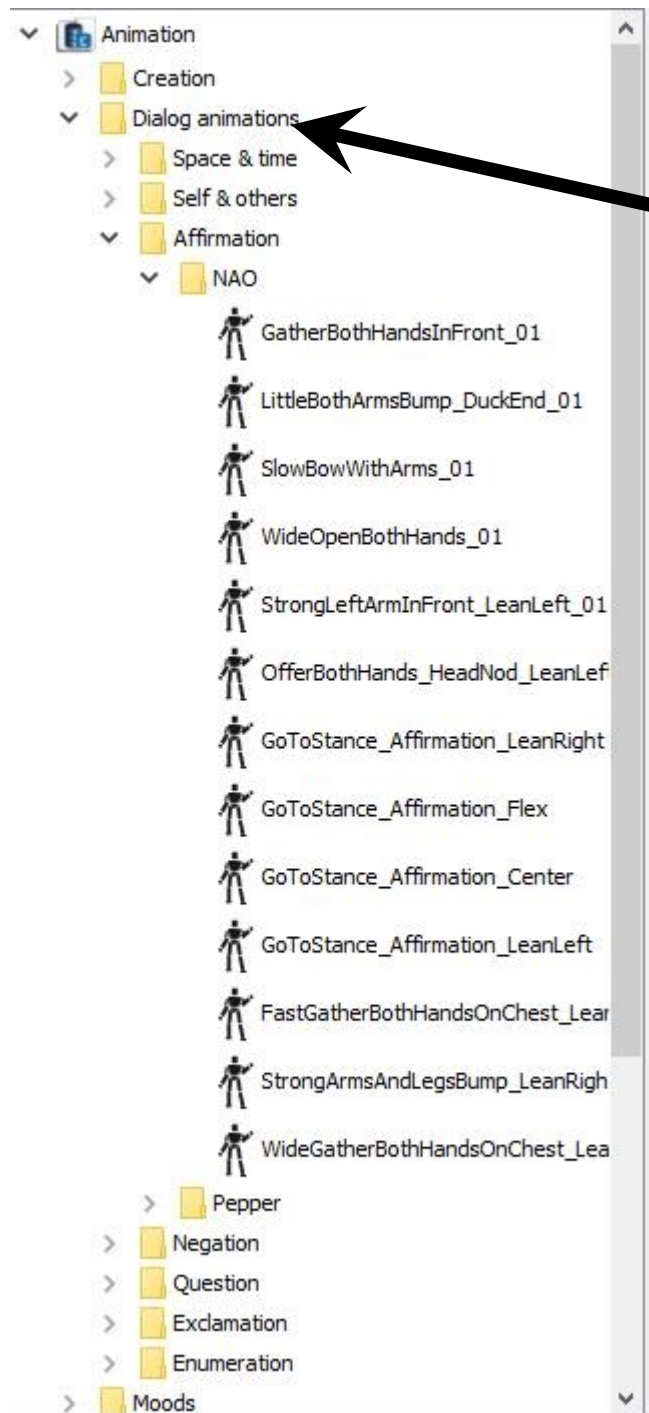 Animation
Creation
Dialog animations
Space & time
Self & others
Affirmation
NAO
GatherBothHandsInFront_01
LittleBothArmsBump_DuckEnd_01
SlowBowWithArms_01
WideOpenBothHands_01
StrongLeftArmInFront_LeanLeft_01
OfferBothHands_HeadNod_LeanLef
GoToStance_Affirmation_LeanRight
GoToStance_Affirmation_Flex
GoToStance_Affirmation_Center
GoToStance_Affirmation_LeanLeft
FastGatherBothHandsOnChest_Lear
StrongArmsAndLegsBump_LeanRigh
WideGatherBothHandsOnChest_Lea
Pepper
Negation
Question
Exclamation
Enumeration
Moods